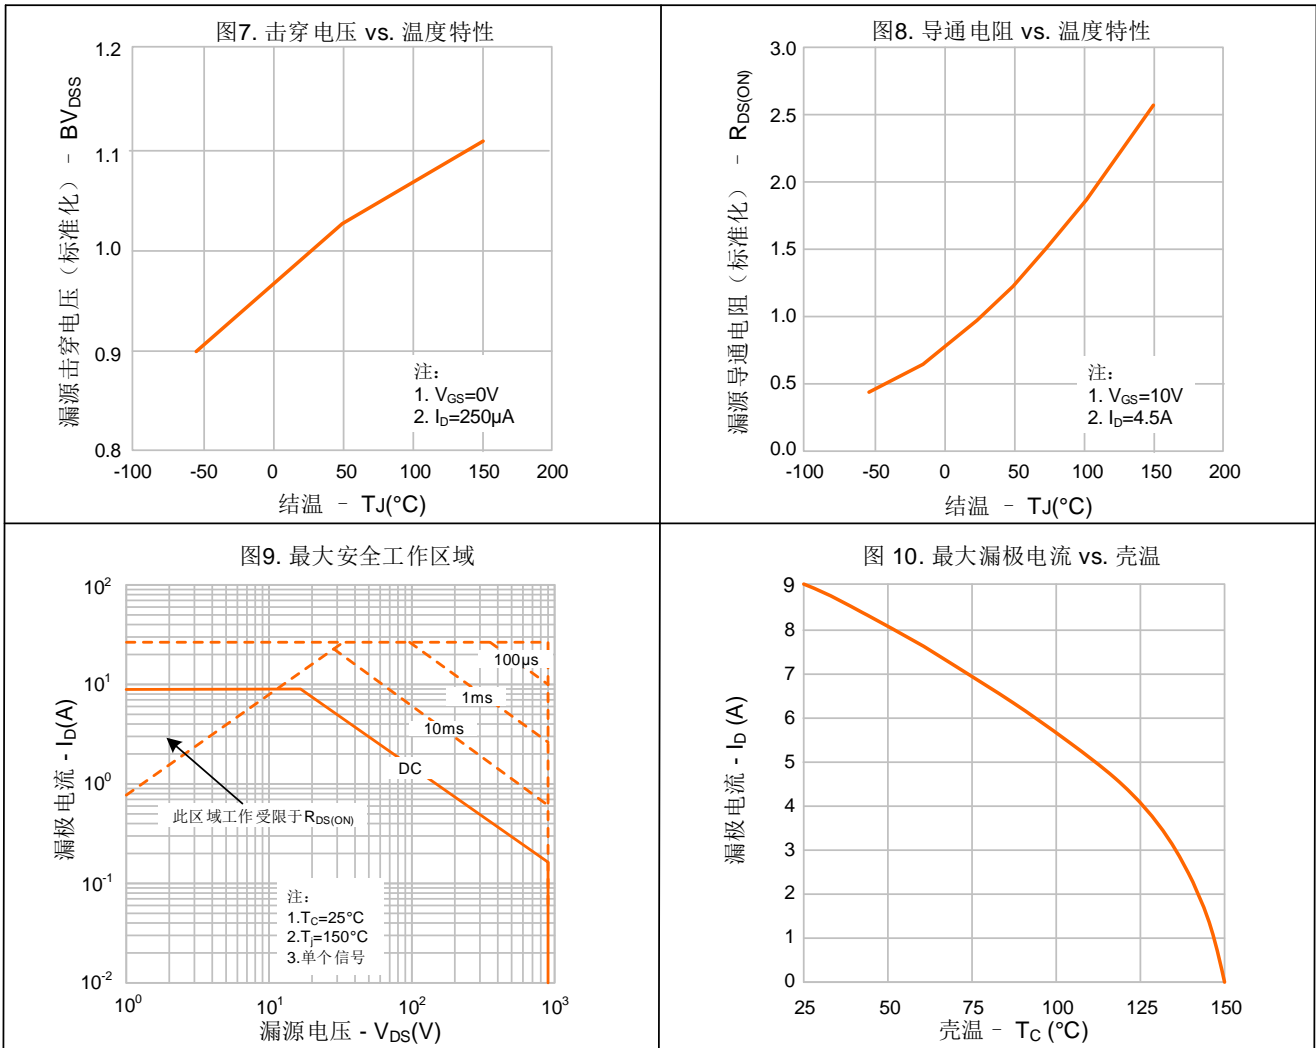 图7. 击穿电压 vs. 温度特性
漏源击穿电压（标准化） - BVDSS
1.2
1.1
1.0
0.9
0.8
-100 -50 0 50 100 150 200
注:
1. VGS=0V
2. ID=250µA
结温 - TJ(°C)
图8. 导通电阻 vs. 温度特性
漏源导通电阻（标准化） - RDS(ON)
3.0
2.5
2.0
1.5
1.0
0.5
0.0
-100 -50 0 50 100 150 200
注:
1. VGS=10V
2. ID=4.5A
结温 - TJ(°C)
图9. 最大安全工作区域
漏极电流 - ID(A)
10²
10¹
10⁰
10⁻¹
10⁻²
10⁰ 10¹ 10² 10³
100µs
1ms
10ms
DC
此区域工作受限于RDS(ON)
注:
1.TC=25°C
2.Tj=150°C
3.单个信号
漏源电压 - VDS(V)
图 10. 最大漏极电流 vs. 壳温
漏极电流 - ID (A)
9
8
7
6
5
4
3
2
1
0
25 50 75 100 125 150
壳温 - TC (°C)